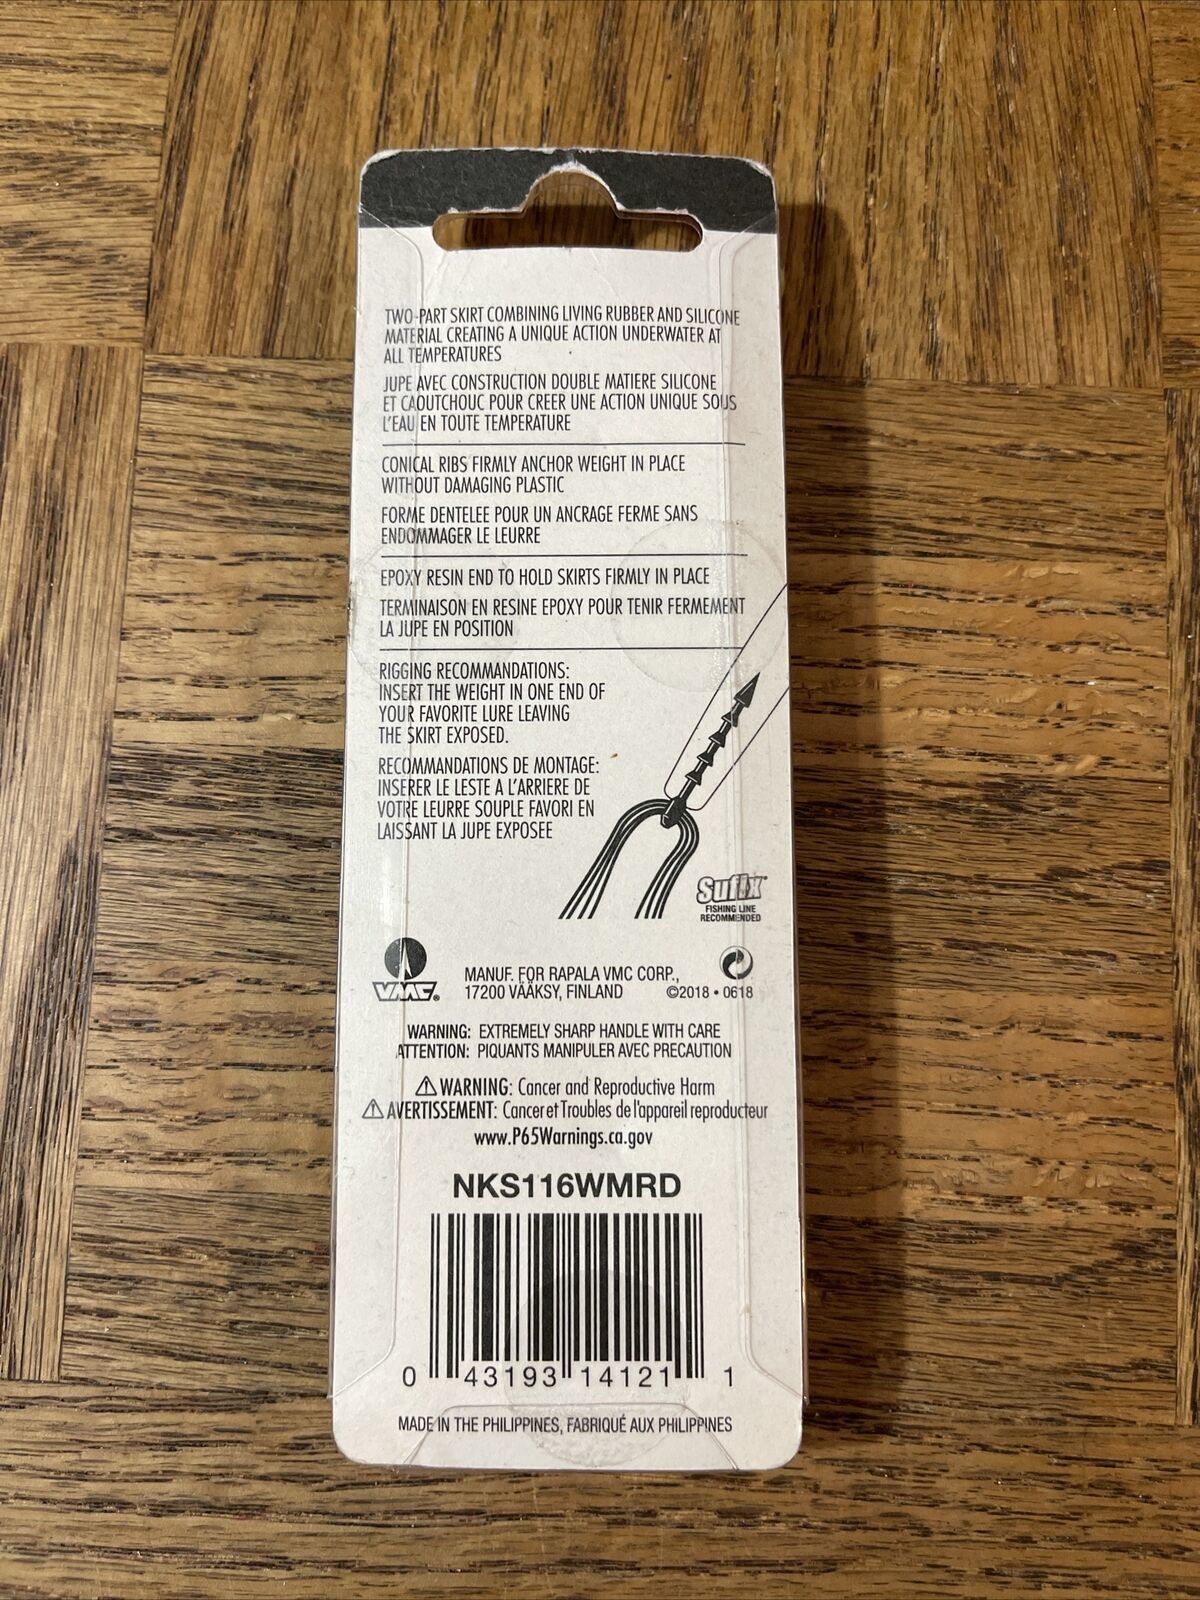 TWO-PART SKIRT COMBINING LIVING RUBBER AND SILICONE
MATERIAL CREATING A UNIQUE ACTION UNDERWATER AT
ALL TEMPERATURES
JUPE AVEC CONSTRUCTION DOUBLE MATIERE SILICONE
ET CAOUTCHOUC POUR CREER UNE ACTION UNIQUE SOUS
L'EAU EN TOUTE TEMPERATURE
CONICAL RIBS FIRMLY ANCHOR WEIGHT IN PLACE
WITHOUT DAMAGING PLASTIC
FORME DENTELEE POUR UN ANCRAGE FERME SANS
ENDOMMAGER LE LEURRE
EPOXY RESIN END TO HOLD SKIRTS FIRMLY IN PLACE
TERMINAISON EN RESINE EPOXY POUR TENIR FERMEMENT
LA JUPE EN POSITION
RIGGING RECOMMANDATIONS:
INSERT THE WEIGHT IN ONE END OF
YOUR FAVORITE LURE LEAVING
THE SKIRT EXPOSED.
RECOMMANDATIONS DE MONTAGE:
INSERER LE LESTE A L'ARRIERE DE
VOTRE LEURRE SOUPLE FAVORI EN
LAISSANT LA JUPE EXPOSEE
Sufix
FISHING LINE
RECOMMENDED
VMC®
MANUF. FOR RAPALA VMC CORP.,
17200 VÄÄKSY, FINLAND ©2018 • 0618
WARNING: EXTREMELY SHARP HANDLE WITH CARE
ATTENTION: PIQUANTS MANIPULER AVEC PRECAUTION
⚠ WARNING: Cancer and Reproductive Harm
⚠ AVERTISSEMENT: Cancer et Troubles de l'appareil reproducteur
www.P65Warnings.ca.gov
NKS116WMRD
0 43193 14121 1
MADE IN THE PHILIPPINES, FABRIQUÉ AUX PHILIPPINES